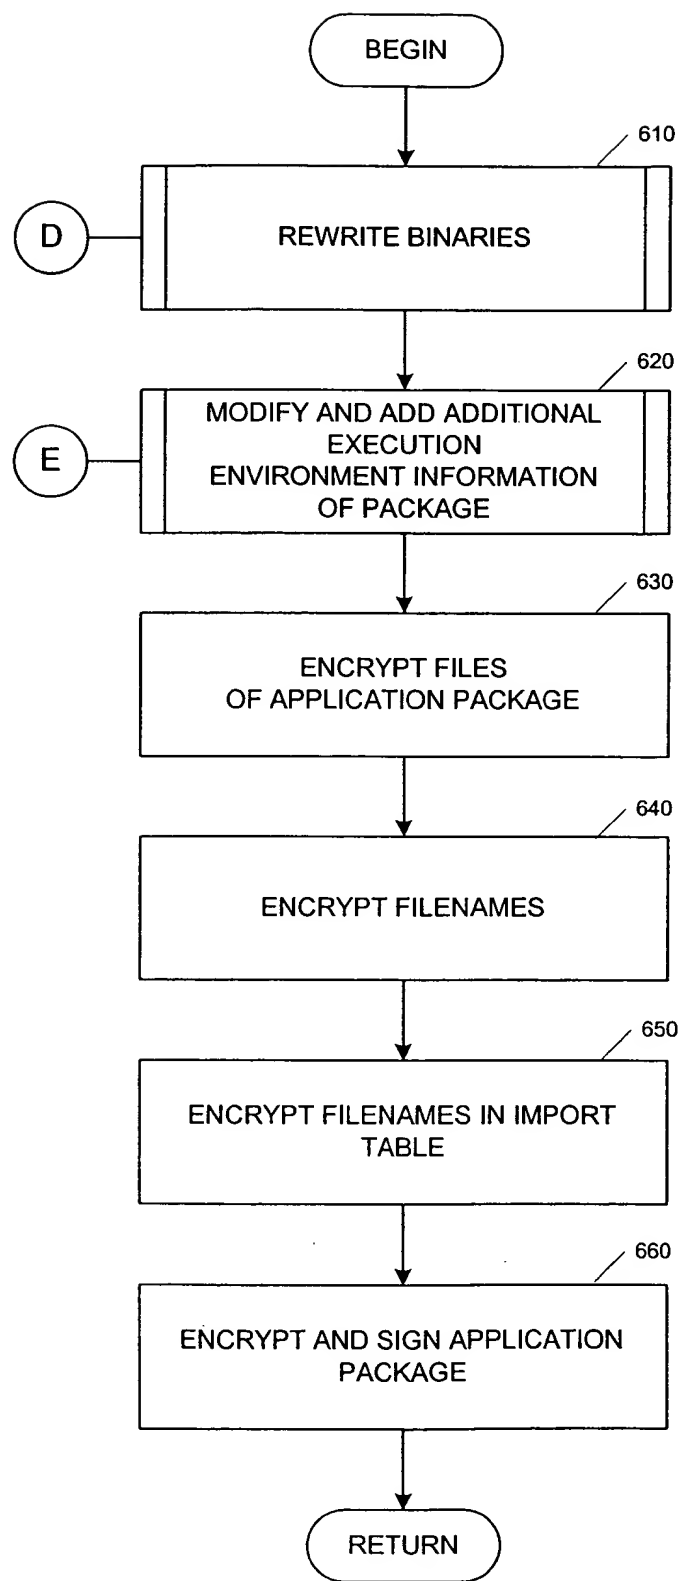 BEGIN
610
D
REWRITE BINARIES
620
E
MODIFY AND ADD ADDITIONAL
EXECUTION
ENVIRONMENT INFORMATION
OF PACKAGE
630
ENCRYPT FILES
OF APPLICATION PACKAGE
640
ENCRYPT FILENAMES
650
ENCRYPT FILENAMES IN IMPORT
TABLE
660
ENCRYPT AND SIGN APPLICATION
PACKAGE
RETURN